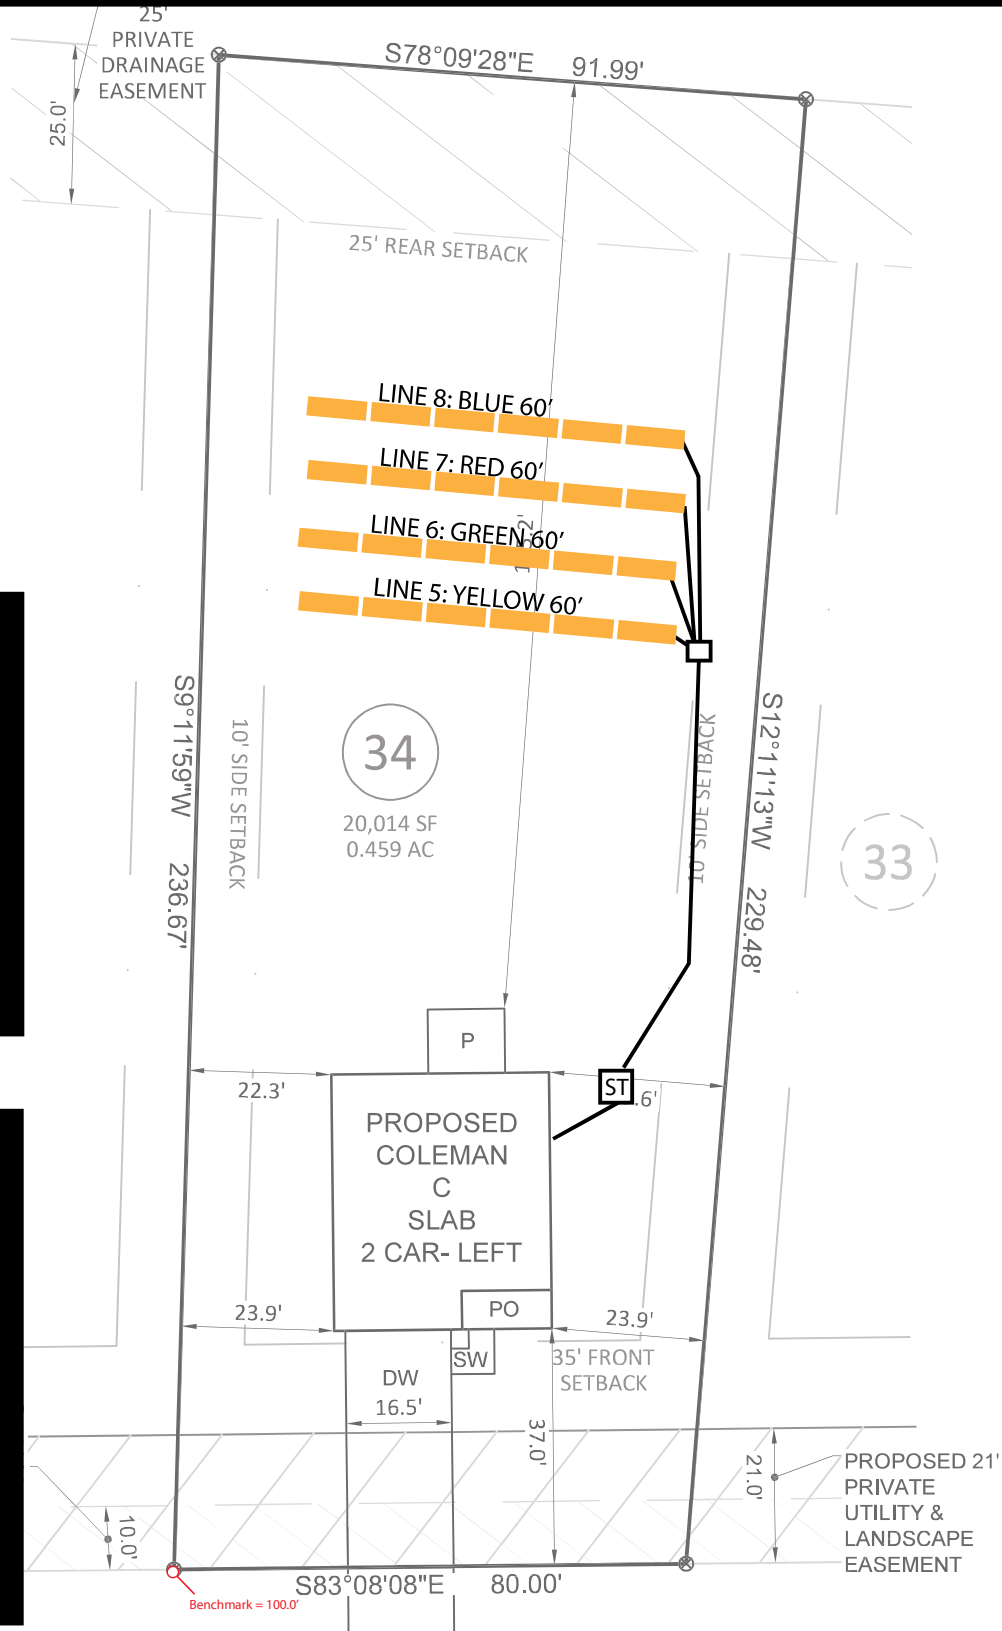 25'
PRIVATE
DRAINAGE
EASEMENT
25.0'
S78°09'28"E 91.99'
25' REAR SETBACK
LINE 8: BLUE 60'
LINE 7: RED 60'
LINE 6: GREEN 60'
LINE 5: YELLOW 60'
S9°11'59"W 236.67'
10' SIDE SETBACK
34
20,014 SF
0.459 AC
10' SIDE SETBACK
S12°11'13"W 229.48'
33
P
ST
22.3'
.6'
PROPOSED
COLEMAN
C
SLAB
2 CAR- LEFT
PO
23.9'
23.9'
SW
DW
16.5'
35' FRONT
SETBACK
37.0'
21.0'
PROPOSED 21'
PRIVATE
UTILITY &
LANDSCAPE
EASEMENT
10.0'
S83°08'08"E 80.00'
Benchmark = 100.0'